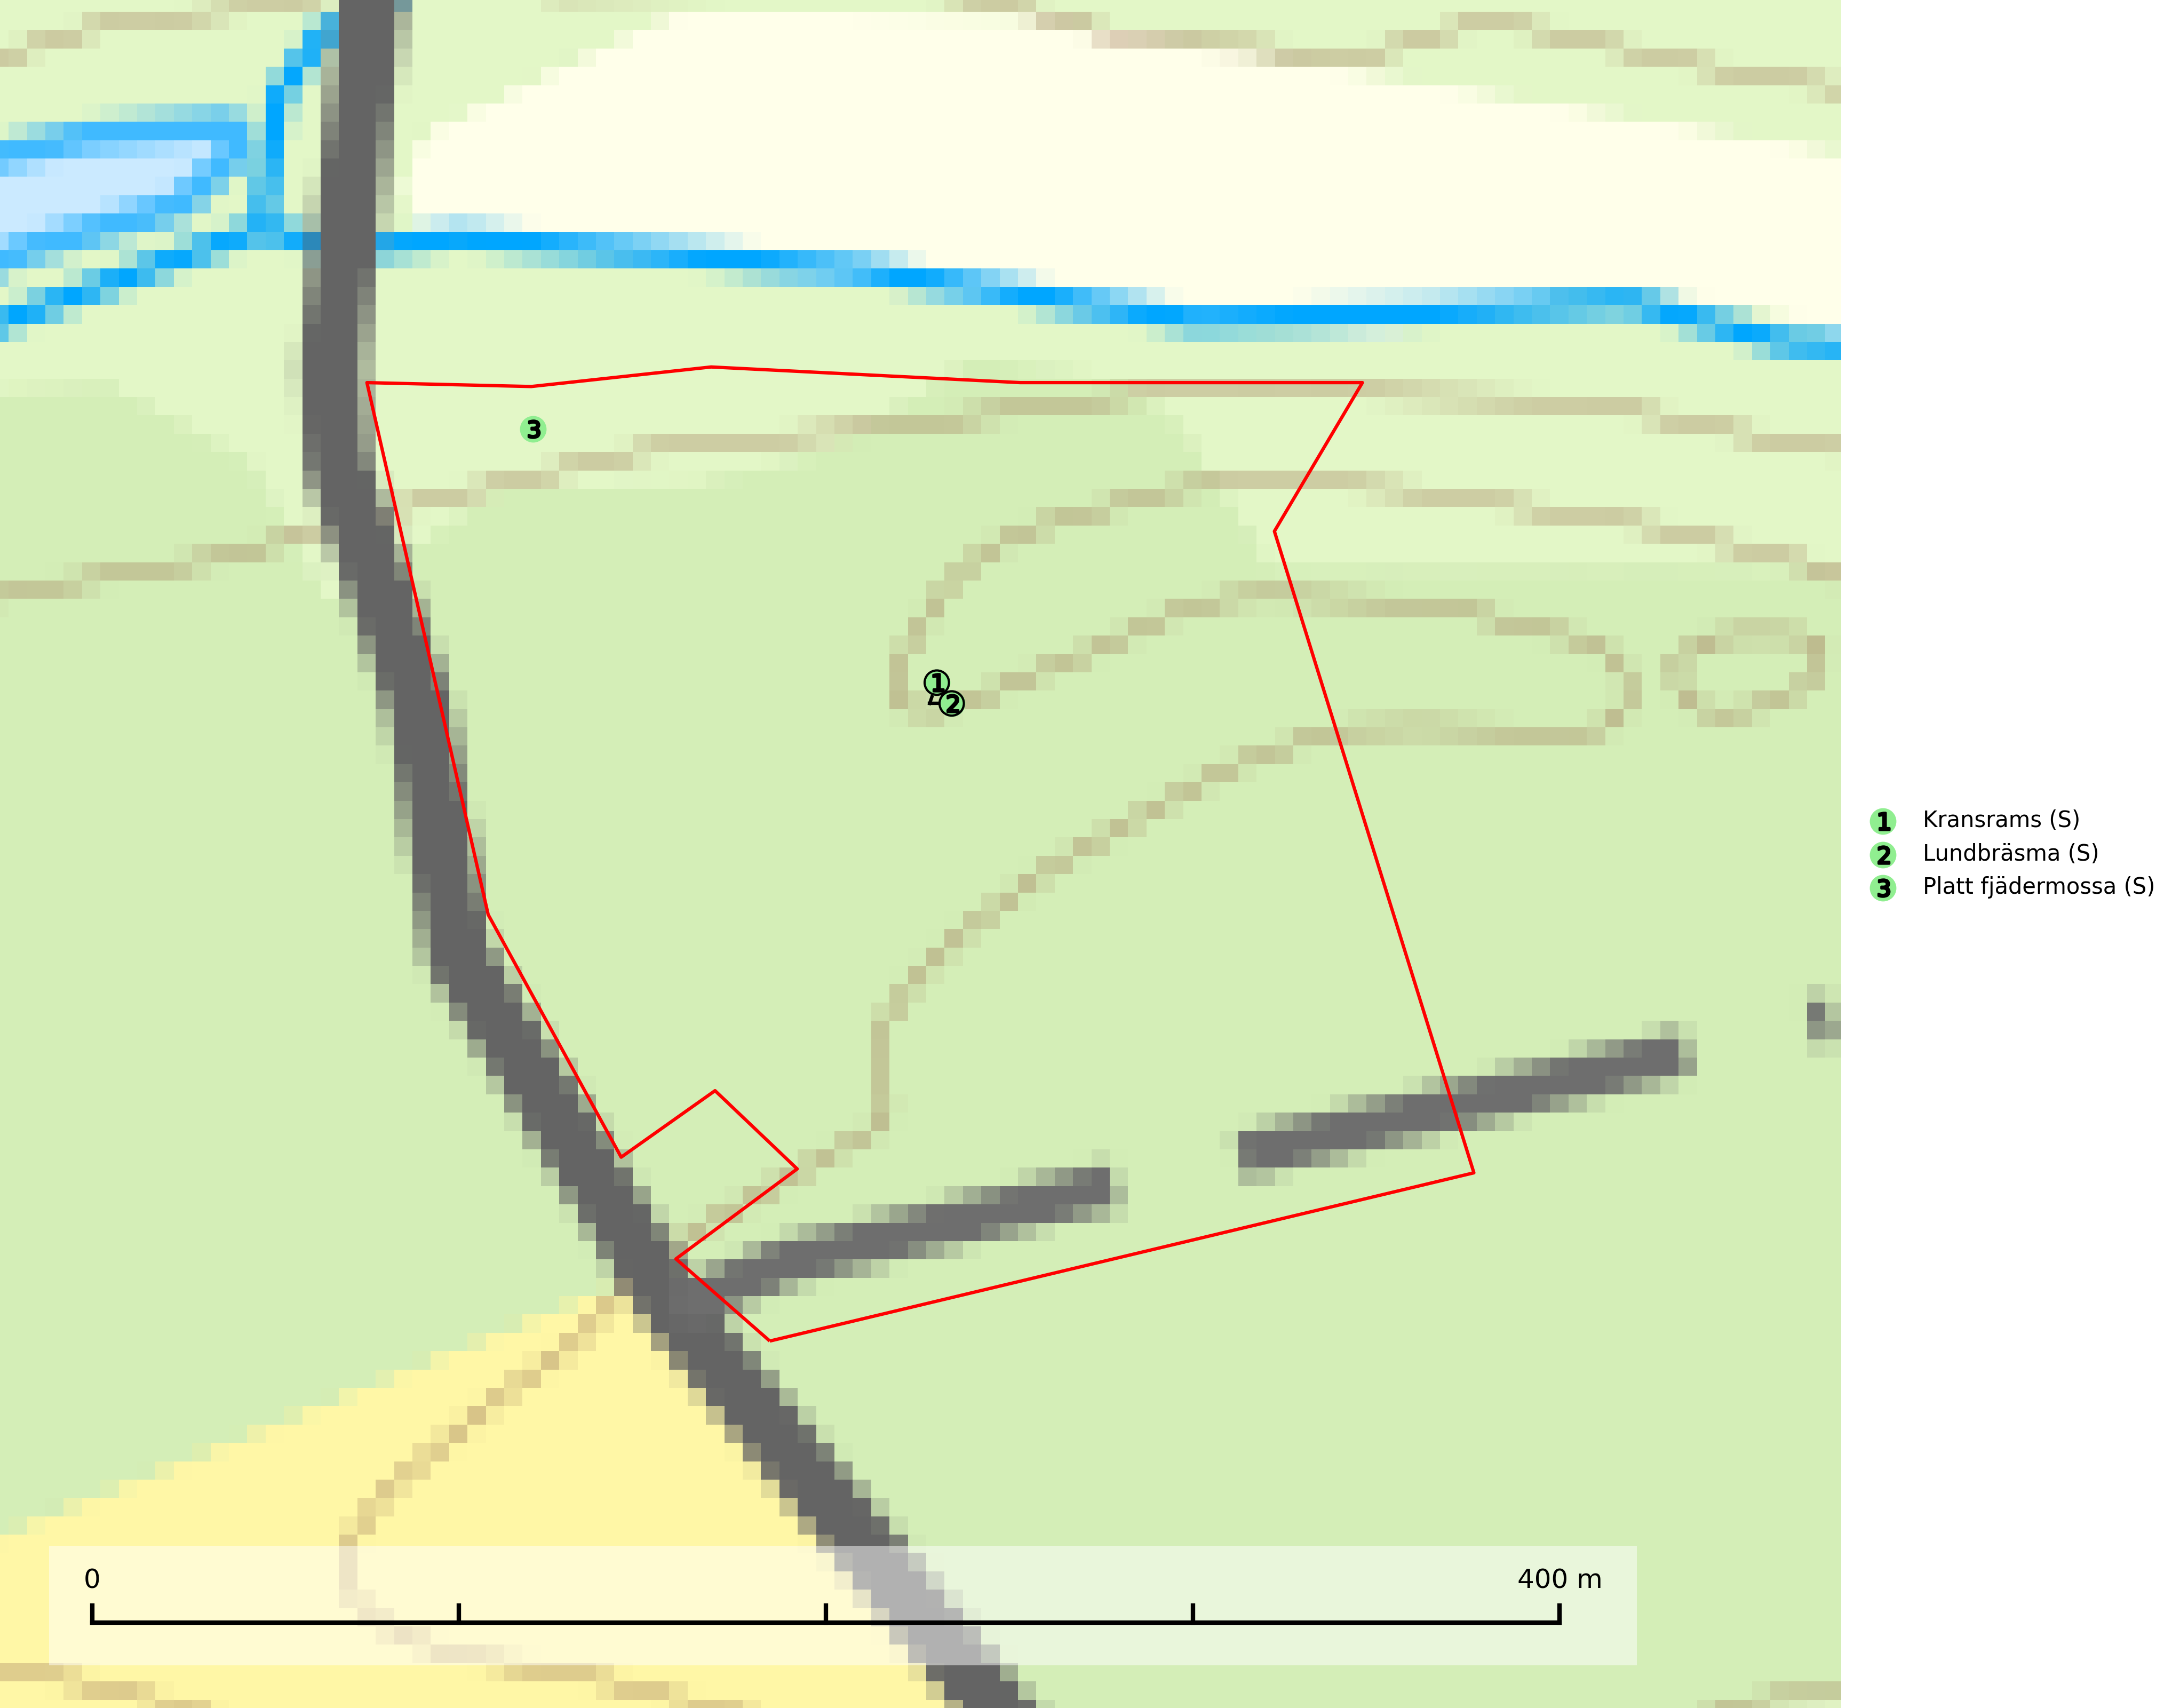 3
1
2
1 Kransrams (S)
2 Lundbräsma (S)
3 Platt fjädermossa (S)
0 400 m